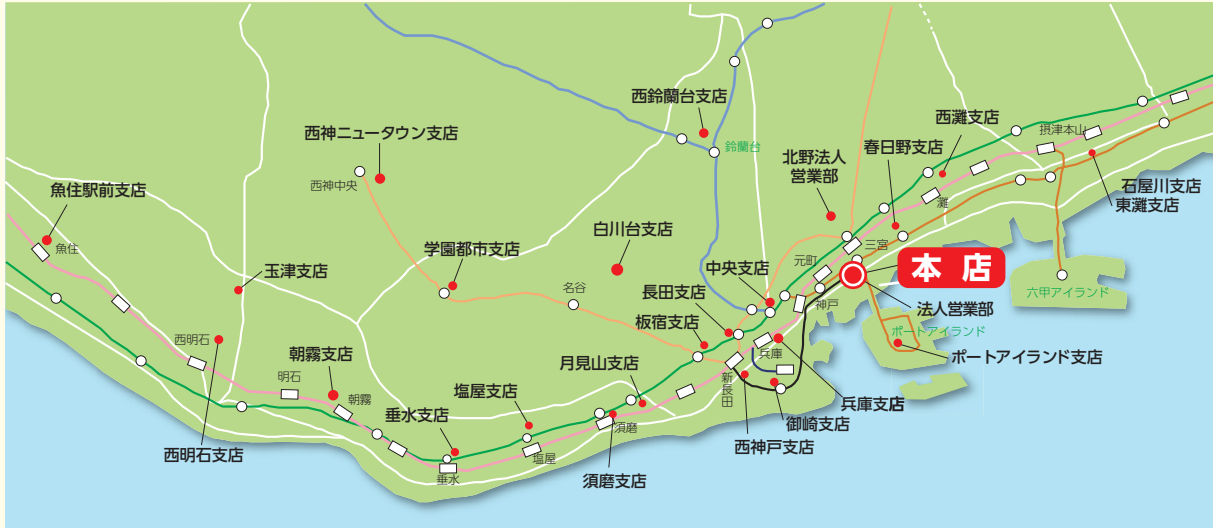 西鈴蘭台支店
西灘支店
摂津本山
西神ニュータウン支店
鈴蘭台
北野法人
営業部
春日野支店
西神中央
石屋川支店
東灘支店
魚住駅前支店
灘
魚住
学園都市支店
白川台支店
三宮
元町
本 店
玉津支店
中央支店
名谷
長田支店
神戸
六甲アイランド
法人営業部
板宿支店
ポートアイランド
西明石
朝霧支店
月見山支店
兵庫
ポートアイランド支店
明石
新長田
塩屋支店
朝霧
垂水支店
兵庫支店
御崎支店
須磨
西神戸支店
西明石支店
塩屋
垂水
須磨支店